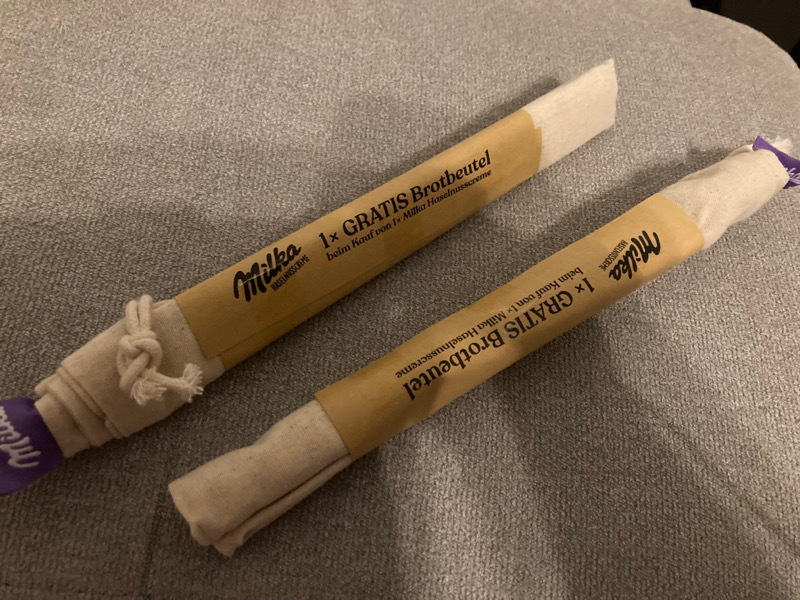 Milka
HASELNUSSCREME
1× GRATIS Brotbeutel
beim Kauf von 1× Milka Haselnusscreme
Milka
Milka
HASELNUSSCREME
1× GRATIS Brotbeutel
beim Kauf von 1× Milka Haselnusscreme